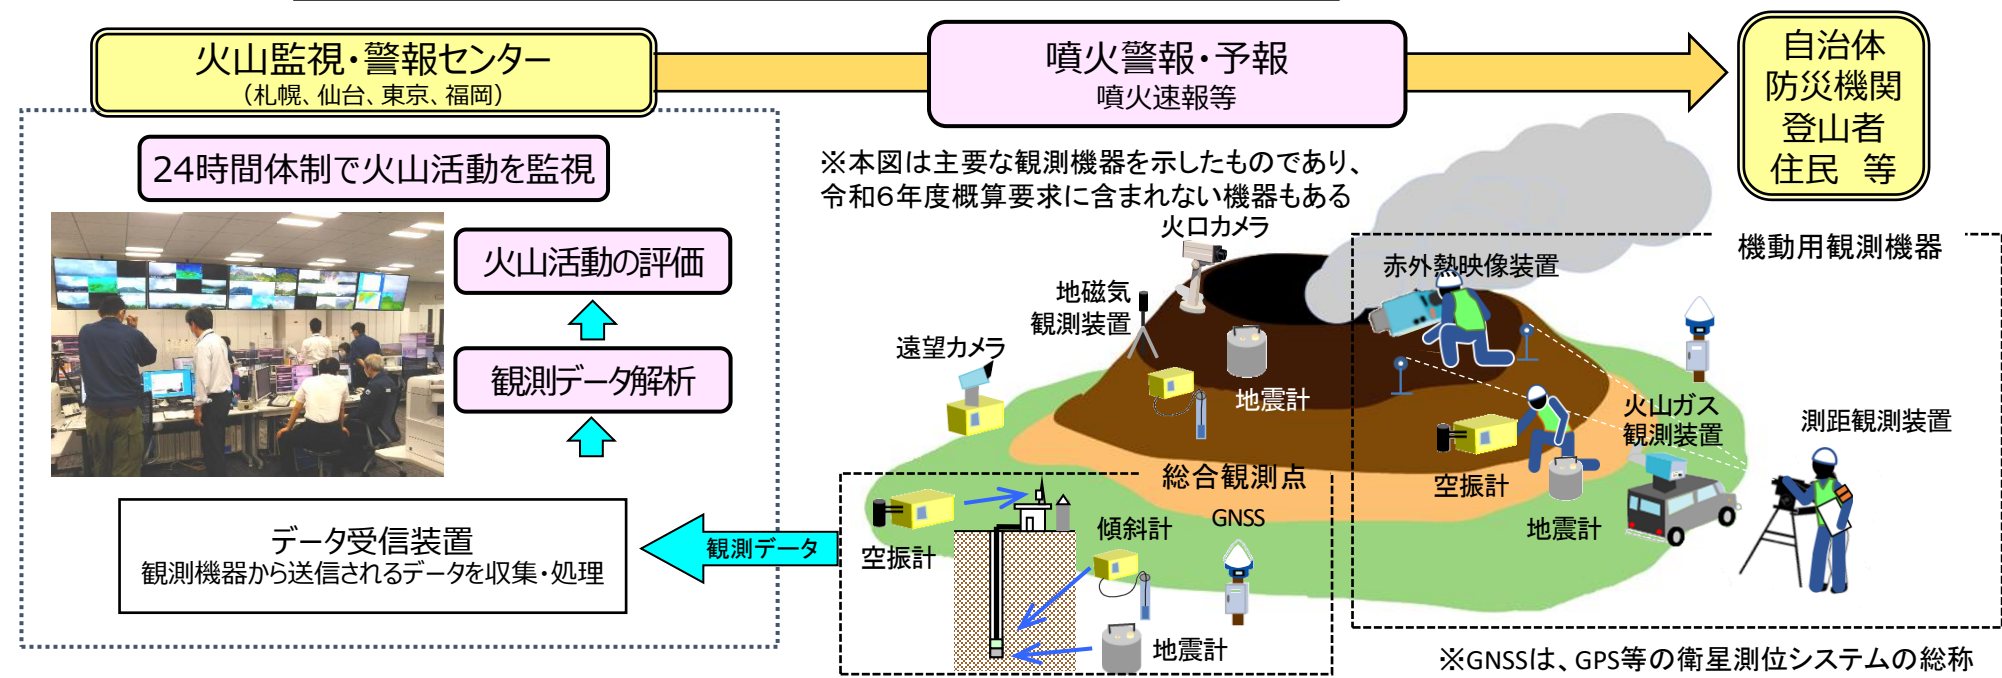 火山監視・警報センター
（札幌、仙台、東京、福岡）
噴火警報・予報
噴火速報等
自治体
防災機関
登山者
住民　等
24時間体制で火山活動を監視
火山活動の評価
観測データ解析
データ受信装置
観測機器から送信されるデータを収集・処理
観測データ
※本図は主要な観測機器を示したものであり、
令和６年度概算要求に含まれない機器もある
火口カメラ
地磁気
観測装置
遠望カメラ
地震計
総合観測点
空振計
傾斜計
GNSS
地震計
機動用観測機器
赤外熱映像装置
火山ガス
観測装置
測距観測装置
空振計
地震計
※GNSSは、GPS等の衛星測位システムの総称